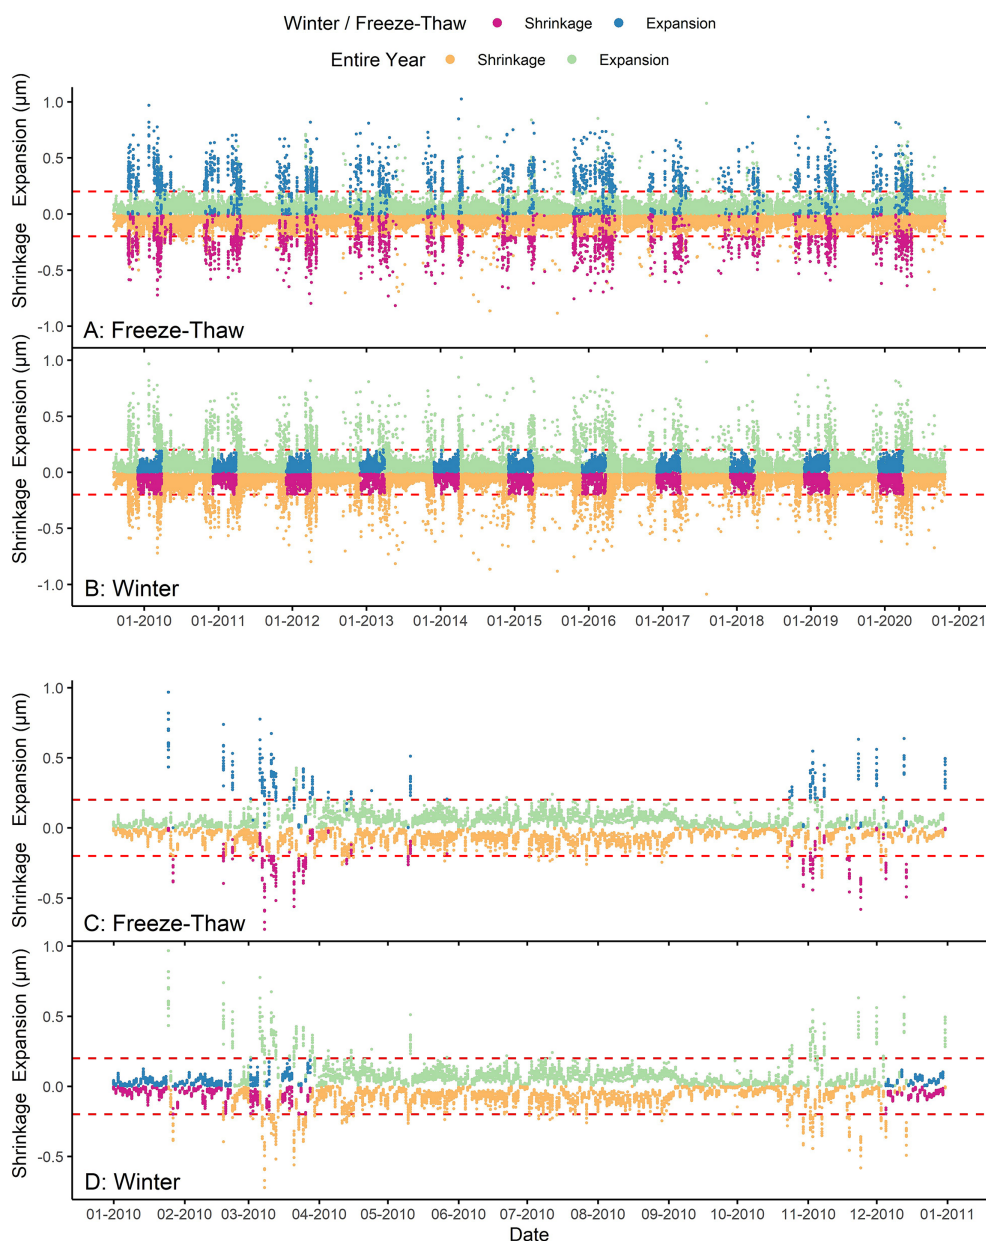 Winter / Freeze-Thaw Shrinkage Expansion
Entire Year Shrinkage Expansion
Shrinkage Expansion (μm)
1.0
0.5
0.0
-0.5
-1.0
A: Freeze-Thaw
Shrinkage Expansion (μm)
1.0
0.5
0.0
-0.5
-1.0
B: Winter
01-2010 01-2011 01-2012 01-2013 01-2014 01-2015 01-2016 01-2017 01-2018 01-2019 01-2020 01-2021
Shrinkage Expansion (μm)
1.0
0.5
0.0
-0.5
C: Freeze-Thaw
Shrinkage Expansion (μm)
1.0
0.5
0.0
-0.5
D: Winter
01-2010 02-2010 03-2010 04-2010 05-2010 06-2010 07-2010 08-2010 09-2010 10-2010 11-2010 12-2010 01-2011
Date